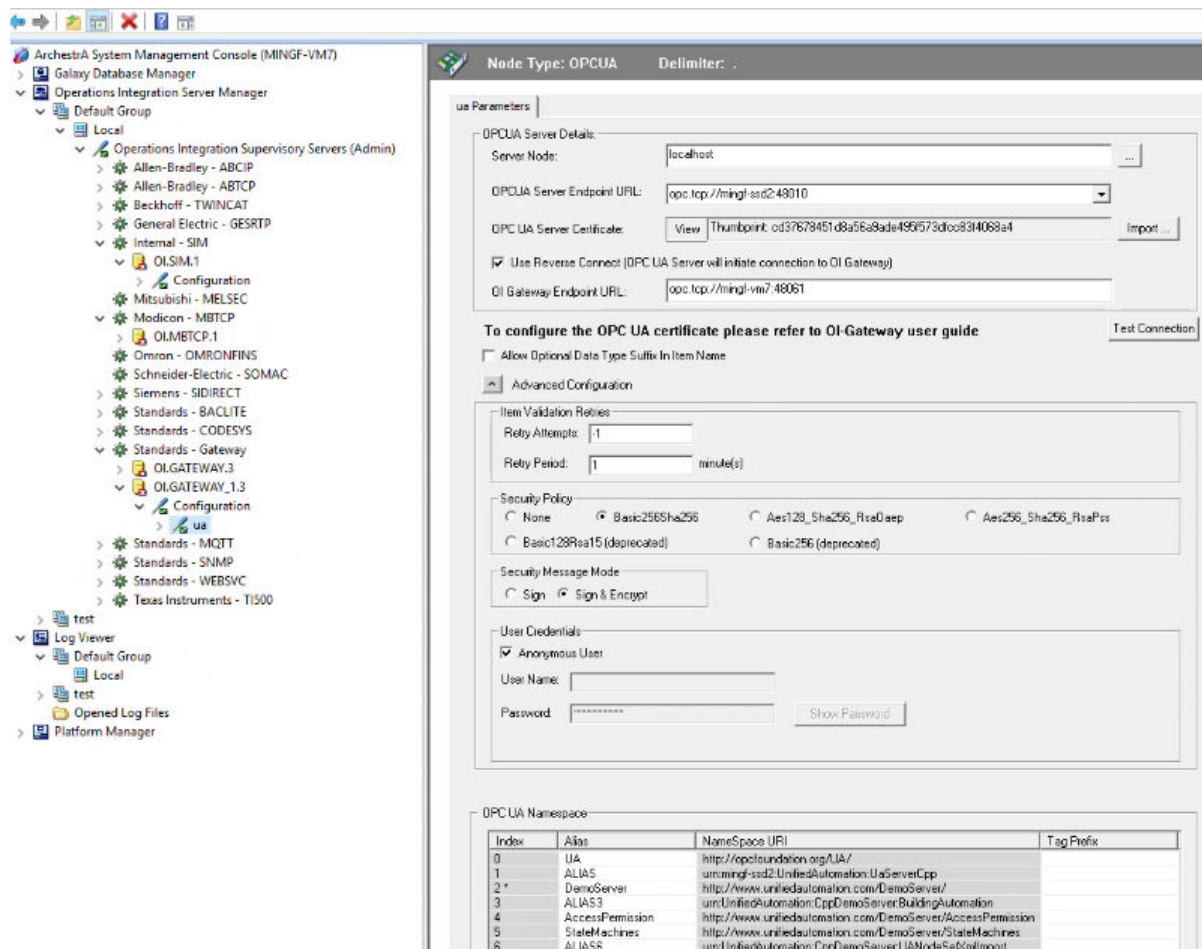 ArchestrA System Management Console (MINGF-VM7)
Galaxy Database Manager
Operations Integration Server Manager
Default Group
Local
Operations Integration Supervisory Servers (Admin)
Allen-Bradley - ABCIP
Allen-Bradley - ABTCP
Beckhoff - TWINCAT
General Electric - GESRTP
Internal - SIM
OI.SIM.1
Configuration
Mitsubishi - MELSEC
Modicon - MBTCP
OI.MBTCP.1
Omron - OMRONFINS
Schneider-Electric - SOMAC
Siemens - SIDIRECT
Standards - BACLITE
Standards - CODESYS
Standards - Gateway
OI.GATEWAY.3
OI.GATEWAY_1.3
Configuration
ua
Standards - MQTT
Standards - SNMP
Standards - WEBSVC
Texas Instruments - TI500
test
Log Viewer
Default Group
Local
test
Opened Log Files
Platform Manager
Node Type: OPCUA Delimiter: .
ua Parameters
OPCUA Server Details:
Server Node: localhost ...
OPCUA Server Endpoint URL: opc.tcp://mingf-ssd2:48010
OPC UA Server Certificate: View Thumbprint: cd37678451d8a56a9ade495f573dfcc83f4068a4 Import ...
Use Reverse Connect (OPC UA Server will initiate connection to OI Gateway)
OI Gateway Endpoint URL: opc.tcp://mingf-vm7:48061
To configure the OPC UA certificate please refer to OI-Gateway user guide Test Connection
Allow Optional Data Type Suffix In Item Name
Advanced Configuration
Item Validation Retries
Retry Attempts: -1
Retry Period: 1 minute(s)
Security Policy
None Basic256Sha256 Aes128_Sha256_RsaOaep Aes256_Sha256_RsaPss
Basic128Rsa15 (deprecated) Basic256 (deprecated)
Security Message Mode
Sign Sign & Encrypt
User Credentials
Anonymous User
User Name:
Password: ********** Show Password
OPC UA Namespace
Index Alias NameSpace URI Tag Prefix
0 UA http://opcfoundation.org/UA/
1 ALIAS urn:mingf-ssd2:UnifiedAutomation:UaServerCpp
2 * DemoServer http://www.unifiedautomation.com/DemoServer/
3 ALIAS3 urn:UnifiedAutomation:CppDemoServer:BuildingAutomation
4 AccessPermission http://www.unifiedautomation.com/DemoServer/AccessPermission
5 StateMachines http://www.unifiedautomation.com/DemoServer/StateMachines
6 ALIAS6 urn:UnifiedAutomation:CppDemoServer:UANodeSetXmlImport